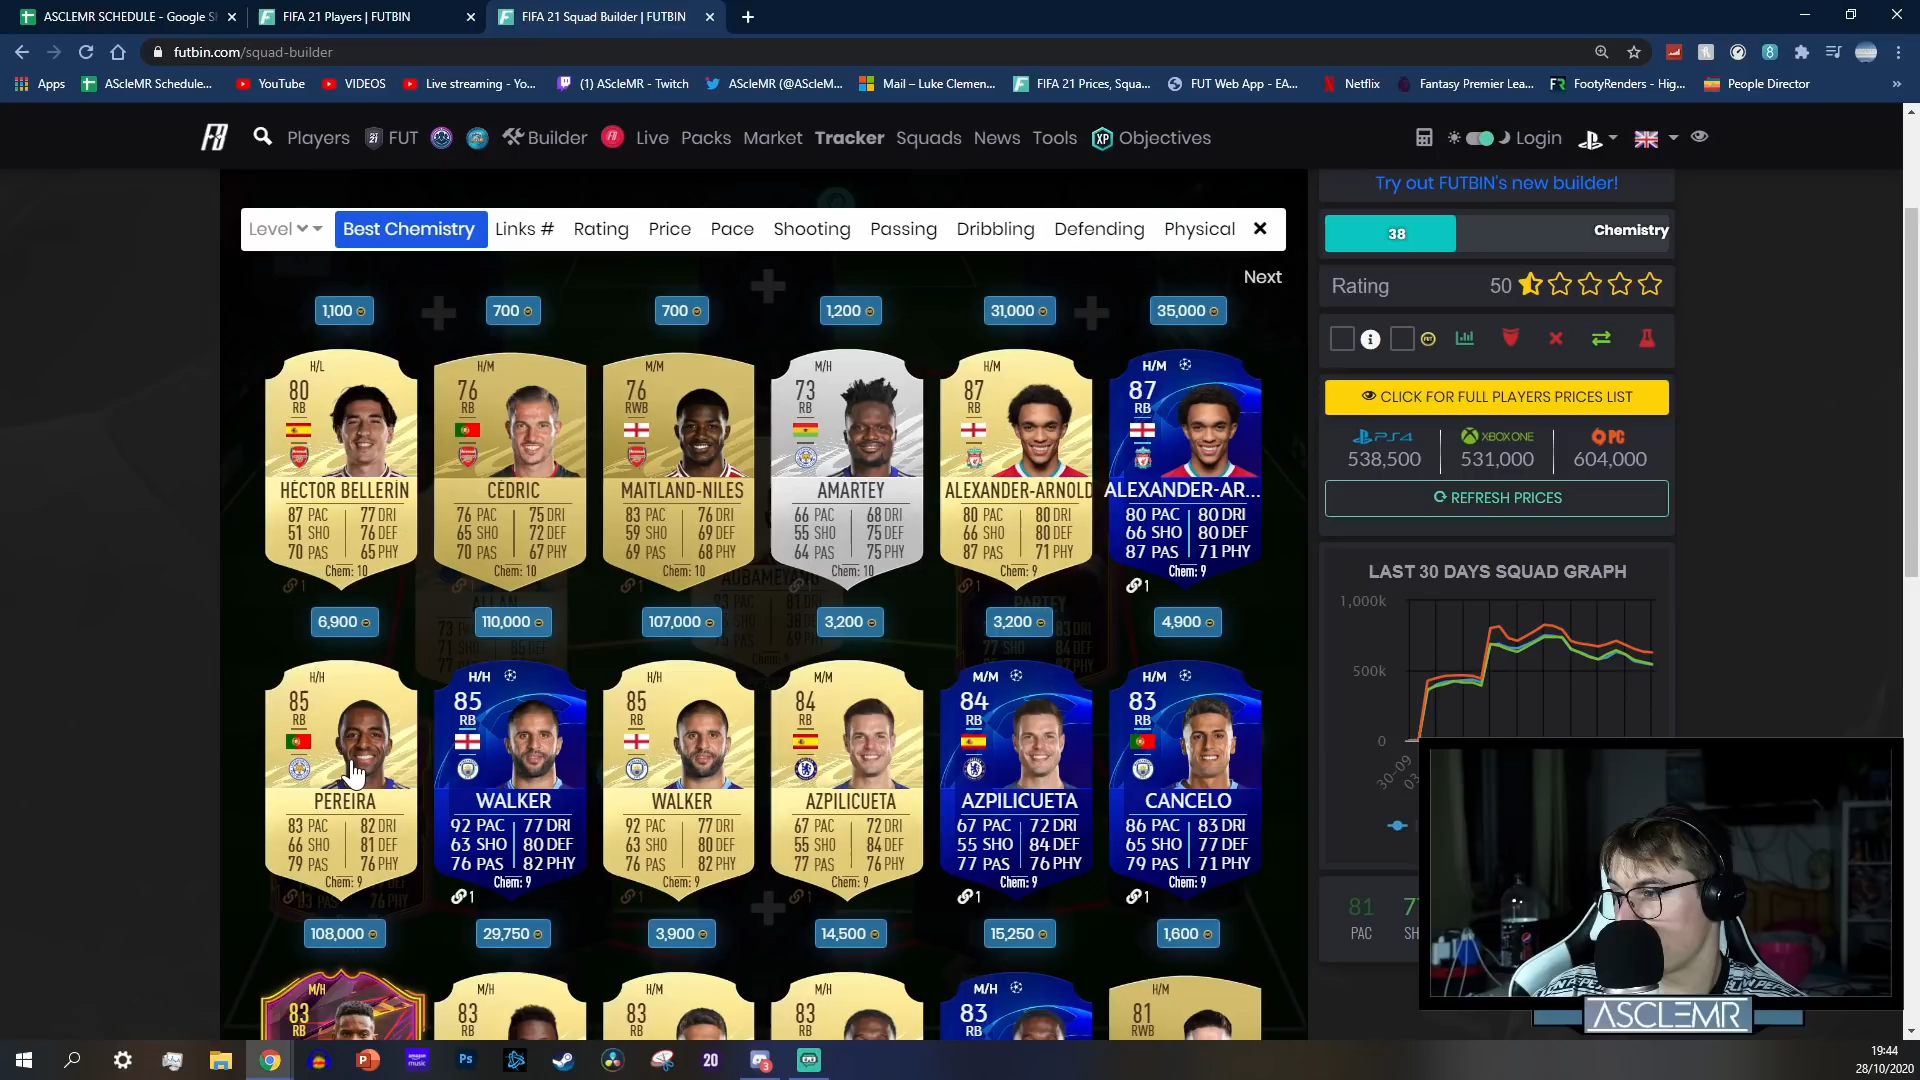 ASCLEMR SCHEDULE - Google S
FIFA 21 Players | FUTBIN
FIFA 21 Squad Builder | FUTBIN
futbin.com/squad-builder
Apps
AScleMR Schedule...
YouTube
VIDEOS
Live streaming - Yo...
(1) AScleMR - Twitch
AScleMR (@AScleM...
Mail – Luke Clemen...
FIFA 21 Prices, Squa...
FUT Web App - EA...
Netflix
Fantasy Premier Lea...
FootyRenders - Hig...
People Director
Players
FUT
Builder
Live
Packs
Market
Tracker
Squads
News
Tools
Objectives
Login
Try out FUTBIN's new builder!
Level
Best Chemistry
Links #
Rating
Price
Pace
Shooting
Passing
Dribbling
Defending
Physical
38
Chemistry
Next
Rating 50
1,100
700
700
1,200
31,000
35,000
H/L
80
RB
HÉCTOR BELLERÍN
87 PAC 77 DRI
51 SHO 76 DEF
70 PAS 65 PHY
Chem: 10
H/M
76
RB
CÉDRIC
76 PAC 75 DRI
65 SHO 72 DEF
70 PAS 67 PHY
Chem: 10
M/M
76
RWB
MAITLAND-NILES
83 PAC 76 DRI
59 SHO 69 DEF
69 PAS 68 PHY
Chem: 10
M/H
73
RB
AMARTEY
66 PAC 68 DRI
55 SHO 75 DEF
64 PAS 75 PHY
Chem: 10
H/M
87
RB
ALEXANDER-ARNOLD
80 PAC 80 DRI
66 SHO 80 DEF
87 PAS 71 PHY
Chem: 9
H/M
87
RB
ALEXANDER-AR...
80 PAC 80 DRI
66 SHO 80 DEF
87 PAS 71 PHY
Chem: 9
1
CLICK FOR FULL PLAYERS PRICES LIST
PS4
538,500
XBOX ONE
531,000
PC
604,000
REFRESH PRICES
LAST 30 DAYS SQUAD GRAPH
1,000k
500k
0
30-09
ALLAN
AUBAMEYANG
PARTEY
6,900
110,000
107,000
3,200
3,200
4,900
H/H
85
RB
PEREIRA
83 PAC 82 DRI
66 SHO 81 DEF
79 PAS 76 PHY
Chem: 9
H/H
85
RB
WALKER
92 PAC 77 DRI
63 SHO 80 DEF
76 PAS 82 PHY
Chem: 9
1
H/H
85
RB
WALKER
92 PAC 77 DRI
63 SHO 80 DEF
76 PAS 82 PHY
Chem: 9
M/M
84
RB
AZPILICUETA
67 PAC 72 DRI
55 SHO 84 DEF
77 PAS 76 PHY
Chem: 9
M/M
84
RB
AZPILICUETA
67 PAC 72 DRI
55 SHO 84 DEF
77 PAS 76 PHY
Chem: 9
1
H/M
83
RB
CANCELO
86 PAC 83 DRI
65 SHO 77 DEF
79 PAS 71 PHY
Chem: 9
1
81
PAC
108,000
29,750
3,900
14,500
15,250
1,600
M/H
83
RB
M/H
83
RB
H/M
83
RB
H/M
83
RB
M/H
83
RB
H/M
81
RWB
ASCLEMR
20
19:44
28/10/2020